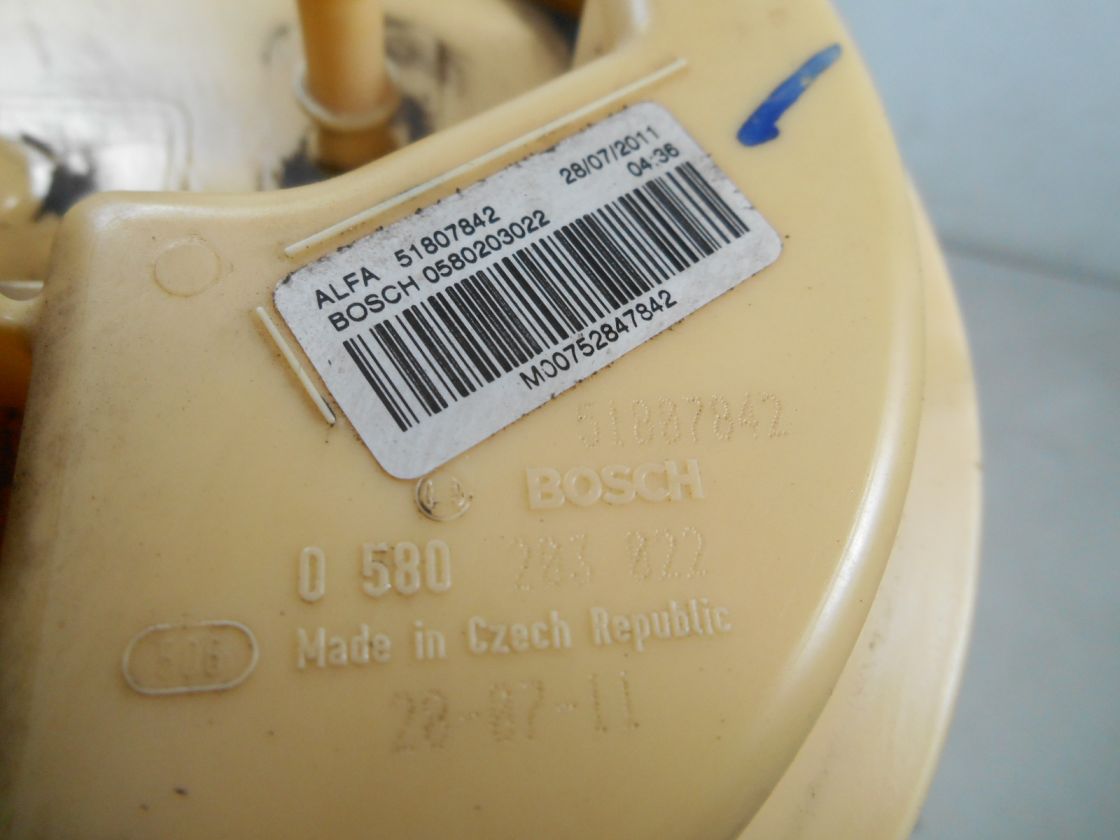 28/07/2011
04:36
ALFA 51807842
BOSCH 0580203022
M00752847842
51807842
BOSCH
0 580 203 022
Made in Czech Republic
28-07-11